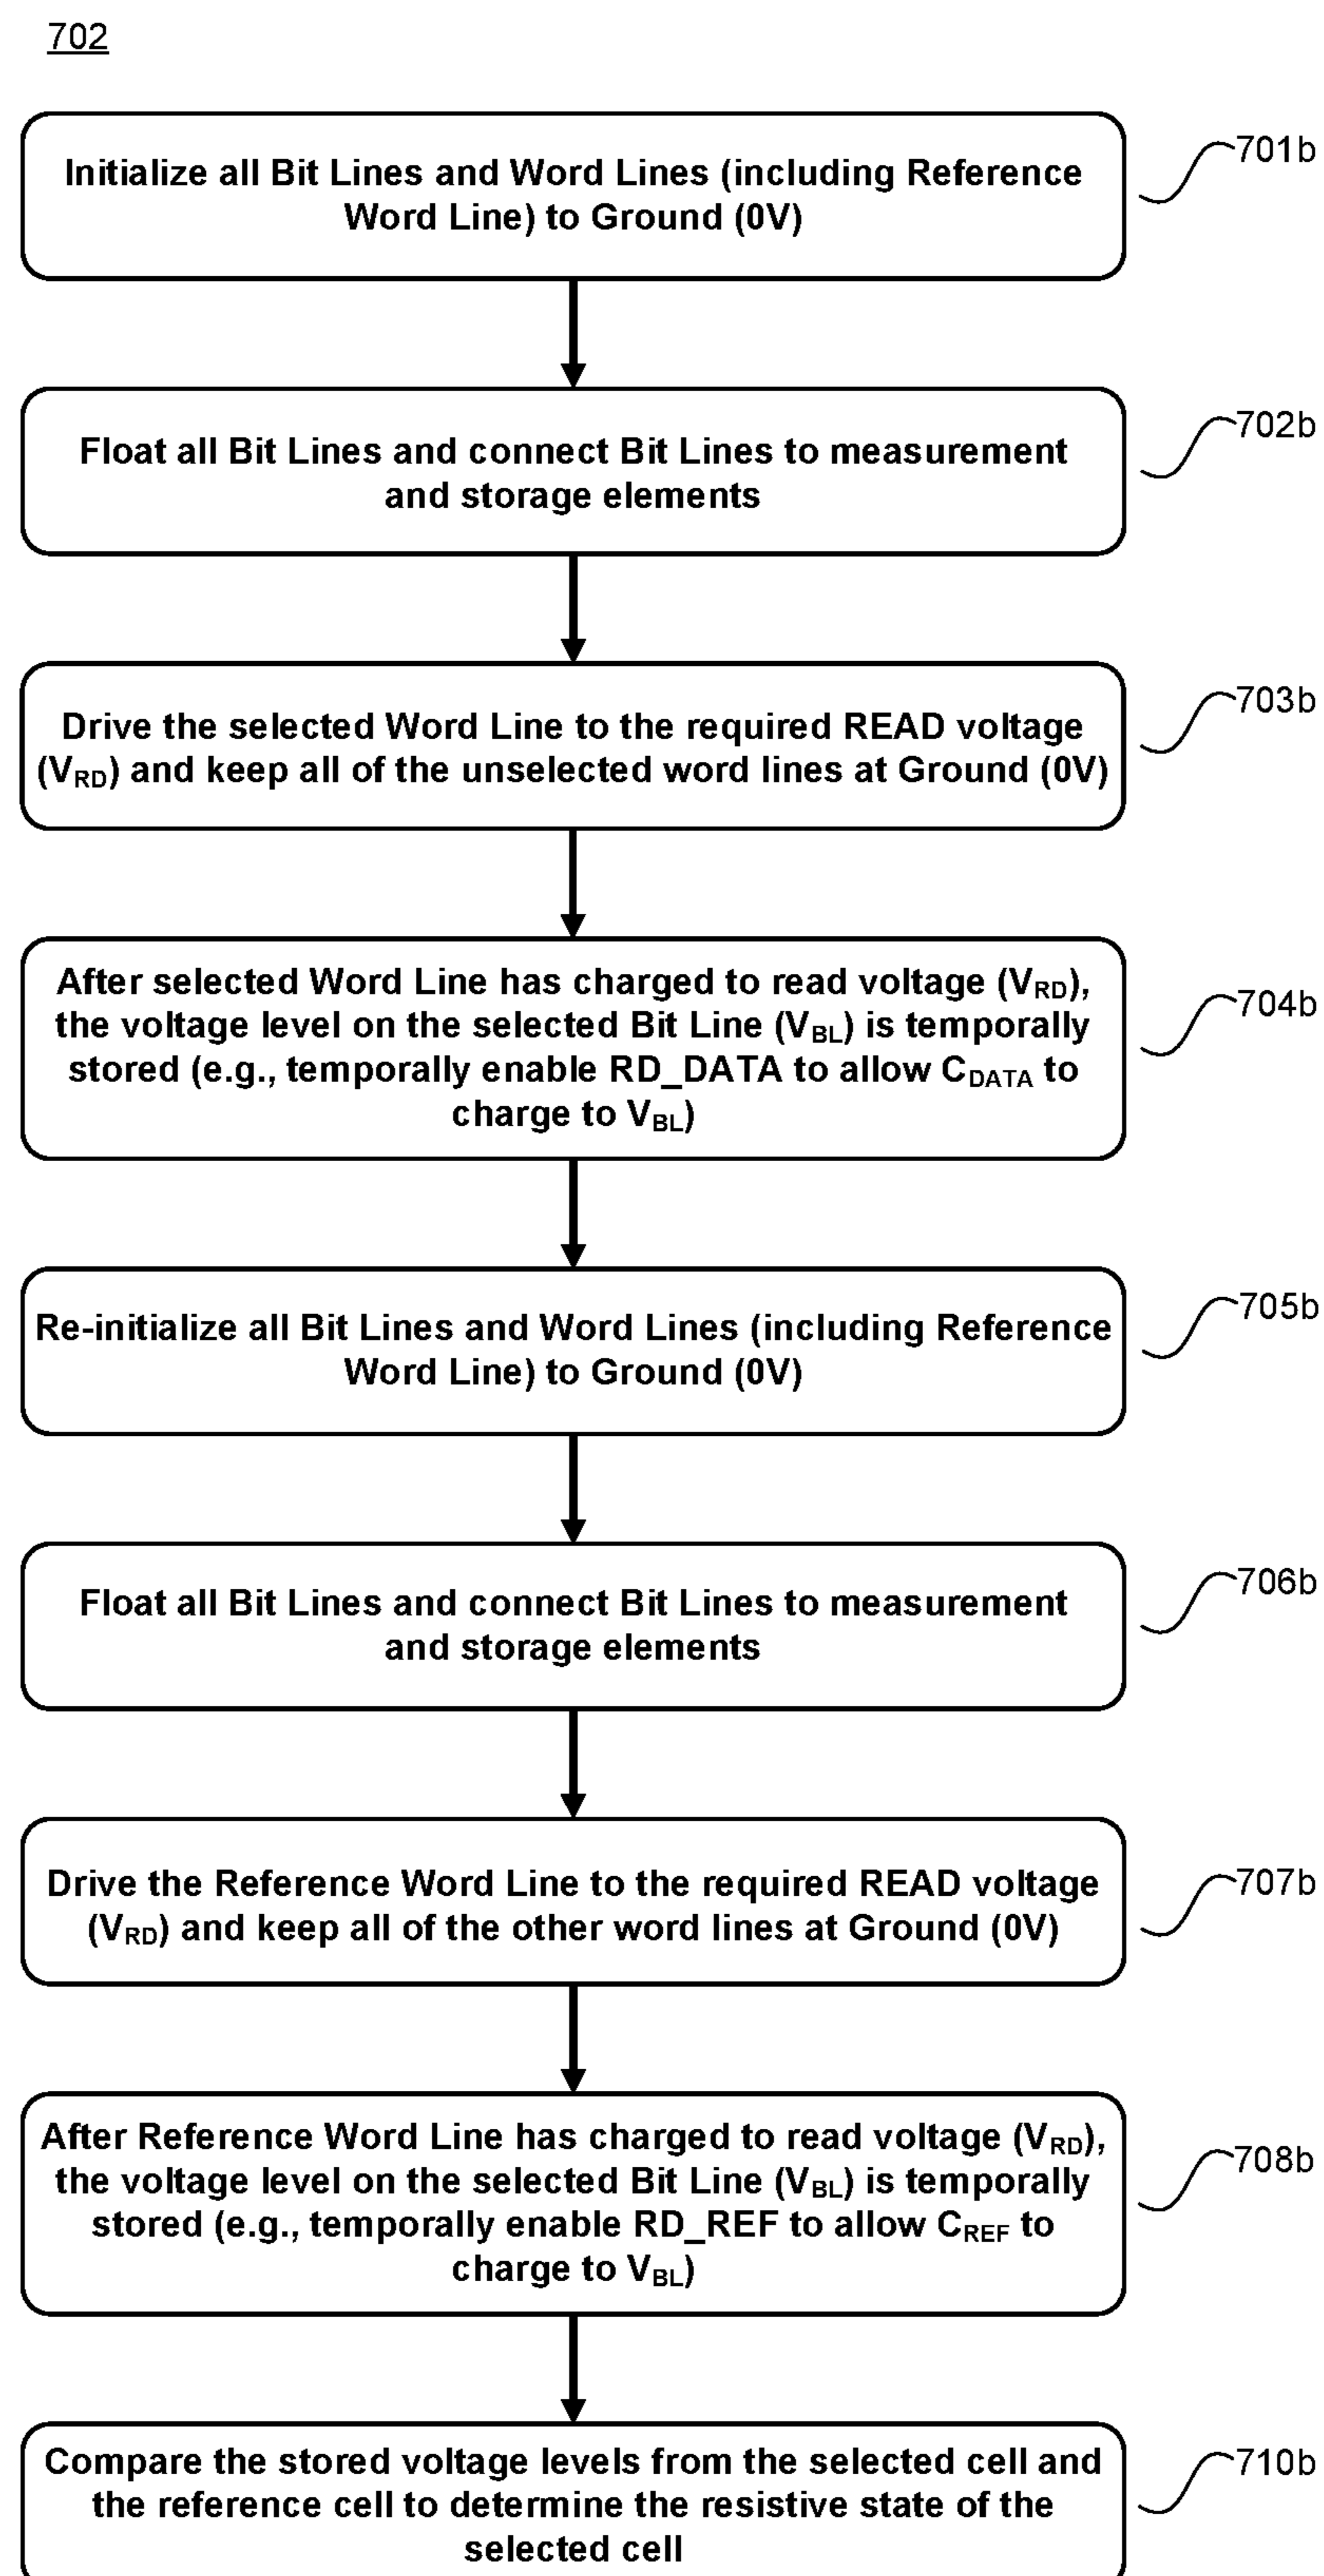 702
Initialize all Bit Lines and Word Lines (including Reference
Word Line) to Ground (0V)
701b
Float all Bit Lines and connect Bit Lines to measurement
and storage elements
702b
Drive the selected Word Line to the required READ voltage
(VRD) and keep all of the unselected word lines at Ground (0V)
703b
After selected Word Line has charged to read voltage (VRD),
the voltage level on the selected Bit Line (VBL) is temporally
stored (e.g., temporally enable RD_DATA to allow CDATA to
charge to VBL)
704b
Re-initialize all Bit Lines and Word Lines (including Reference
Word Line) to Ground (0V)
705b
Float all Bit Lines and connect Bit Lines to measurement
and storage elements
706b
Drive the Reference Word Line to the required READ voltage
(VRD) and keep all of the other word lines at Ground (0V)
707b
After Reference Word Line has charged to read voltage (VRD),
the voltage level on the selected Bit Line (VBL) is temporally
stored (e.g., temporally enable RD_REF to allow CREF to
charge to VBL)
708b
Compare the stored voltage levels from the selected cell and
the reference cell to determine the resistive state of the
selected cell
710b